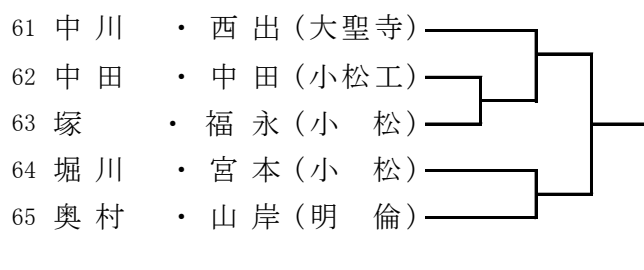 61 中川 ・ 西出（大聖寺）
62 中田 ・ 中田（小松工）
63 塚 ・ 福永（小　松）
64 堀川 ・ 宮本（小　松）
65 奥村 ・ 山岸（明　倫）